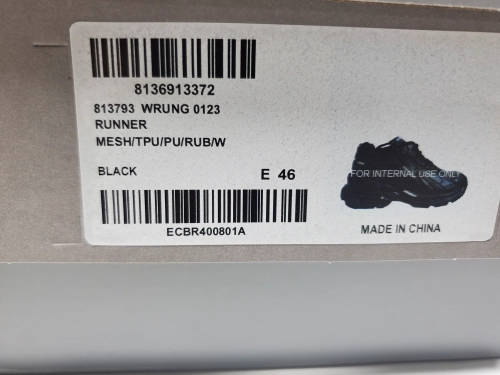 8136913372
813793 WRUNG 0123
RUNNER
MESH/TPU/PU/RUB/W
BLACK
E 46
FOR INTERNAL USE ONLY
ECBR400801A
MADE IN CHINA